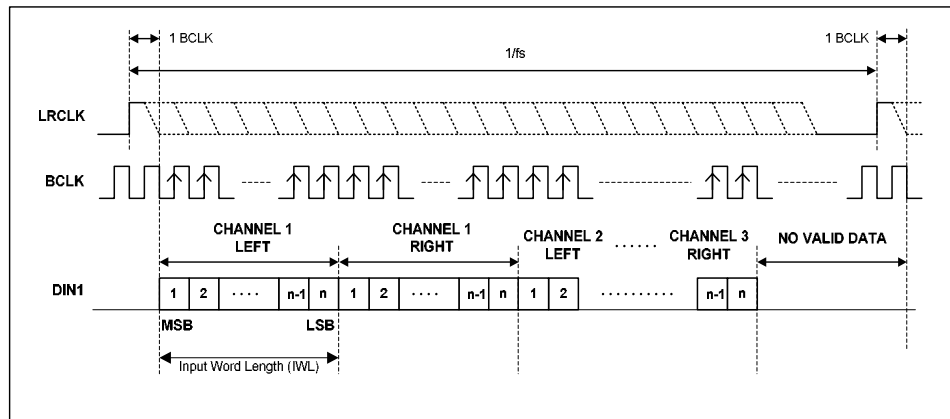 1 BCLK
1 BCLK
1/fs
LRCLK
BCLK
CHANNEL 1
LEFT
CHANNEL 1
RIGHT
CHANNEL 2
LEFT
CHANNEL 3
RIGHT
NO VALID DATA
DIN1
1 2 n-1 n 1 2 n-1 n 1 2 n-1 n
MSB
LSB
Input Word Length (IWL)